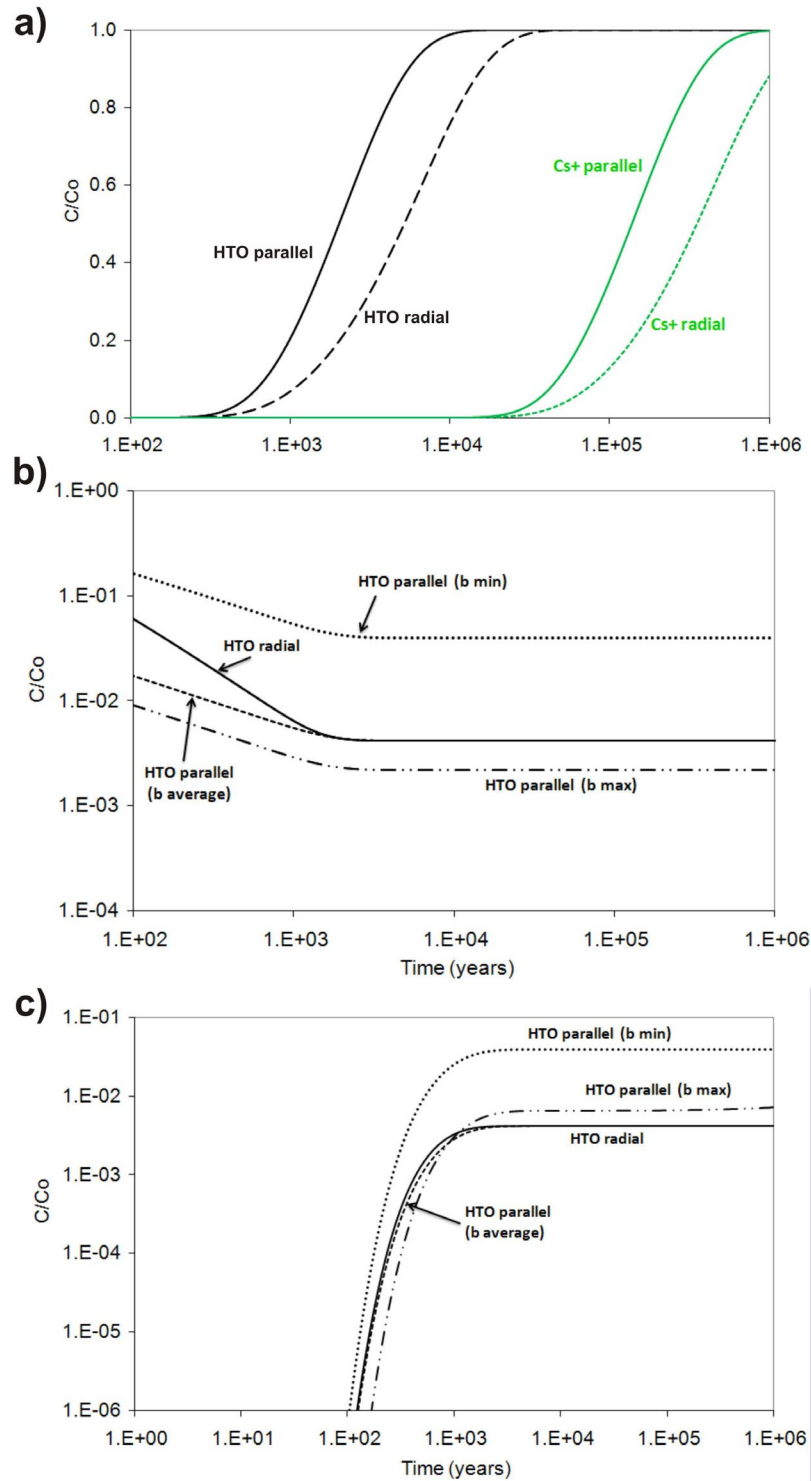 a)
1.0
0.8
Cs+ parallel
0.6
C/Co
HTO parallel
0.4
HTO radial
Cs+ radial
0.2
0.0
1.E+02 1.E+03 1.E+04 1.E+05 1.E+06
b)
1.E+00
HTO parallel (b min)
1.E-01
HTO radial
C/Co
1.E-02
HTO parallel
(b average)
HTO parallel (b max)
1.E-03
1.E-04
1.E+02 1.E+03 1.E+04 1.E+05 1.E+06
Time (years)
c)
1.E-01
HTO parallel (b min)
HTO parallel (b max)
1.E-02
HTO radial
1.E-03
C/Co
HTO parallel
(b average)
1.E-04
1.E-05
1.E-06
1.E+00 1.E+01 1.E+02 1.E+03 1.E+04 1.E+05 1.E+06
Time (years)